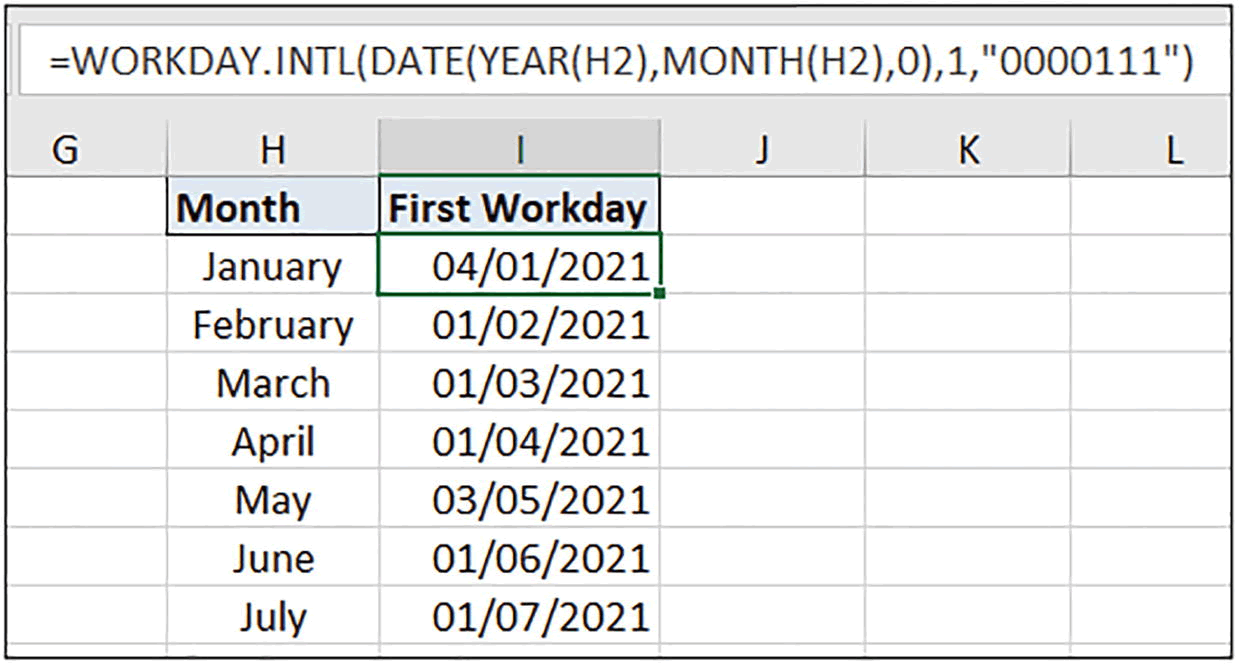 =WORKDAY.INTL(DATE(YEAR(H2),MONTH(H2),0),1,"0000111")
G H I J K L
Month First Workday
January 04/01/2021
February 01/02/2021
March 01/03/2021
April 01/04/2021
May 03/05/2021
June 01/06/2021
July 01/07/2021